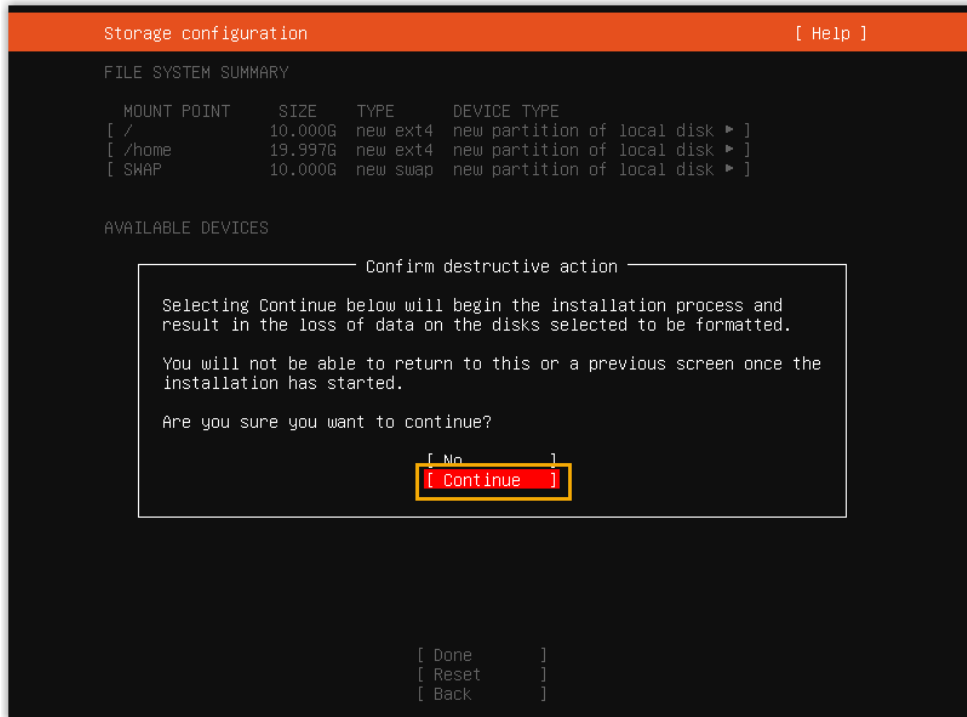 Storage configuration [ Help ]
FILE SYSTEM SUMMARY
MOUNT POINT SIZE TYPE DEVICE TYPE
[ / 10.000G new ext4 new partition of local disk ▸ ]
[ /home 19.997G new ext4 new partition of local disk ▸ ]
[ SWAP 10.000G new swap new partition of local disk ▸ ]
AVAILABLE DEVICES
Confirm destructive action
Selecting Continue below will begin the installation process and
result in the loss of data on the disks selected to be formatted.
You will not be able to return to this or a previous screen once the
installation has started.
Are you sure you want to continue?
[ No ]
[ Continue ]
[ Done ]
[ Reset ]
[ Back ]